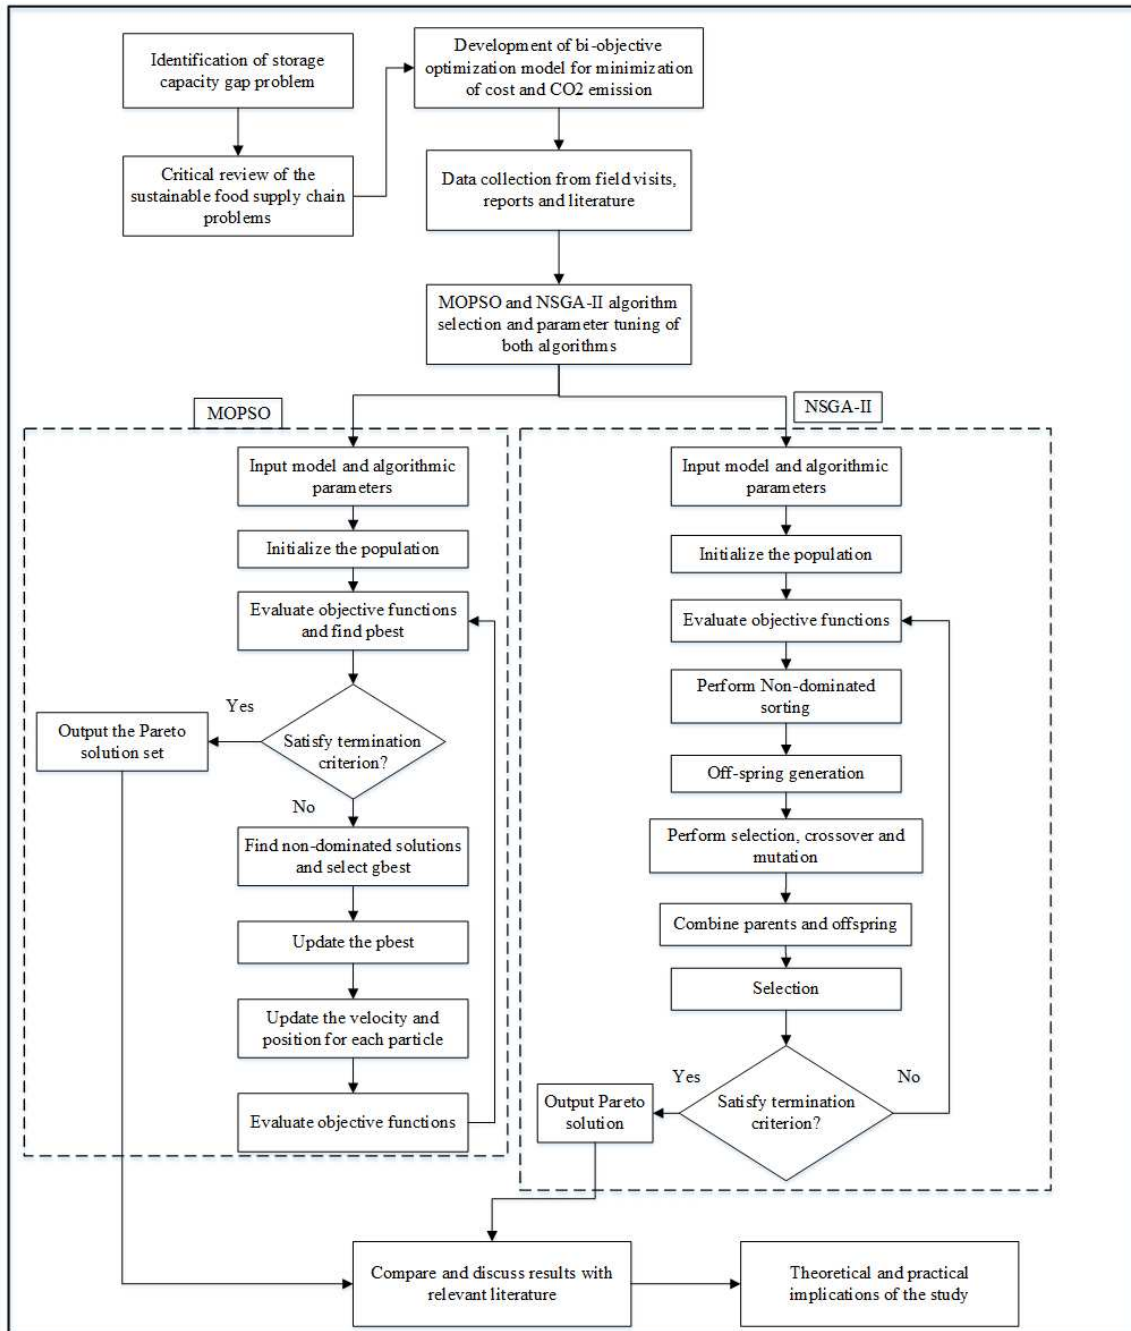 Identification of storage
capacity gap problem
Critical review of the
sustainable food supply chain
problems
Development of bi-objective
optimization model for minimization
of cost and CO2 emission
Data collection from field visits,
reports and literature
MOPSO and NSGA-II algorithm
selection and parameter tuning of
both algorithms
MOPSO
Input model and algorithmic
parameters
Initialize the population
Evaluate objective functions
and find pbest
Satisfy termination
criterion?
Yes
Output the Pareto
solution set
No
Find non-dominated solutions
and select gbest
Update the pbest
Update the velocity and
position for each particle
Evaluate objective functions
NSGA-II
Input model and algorithmic
parameters
Initialize the population
Evaluate objective functions
Perform Non-dominated
sorting
Off-spring generation
Perform selection, crossover and
mutation
Combine parents and offspring
Selection
Satisfy termination
criterion?
Yes
No
Output Pareto
solution
Compare and discuss results with
relevant literature
Theoretical and practical
implications of the study